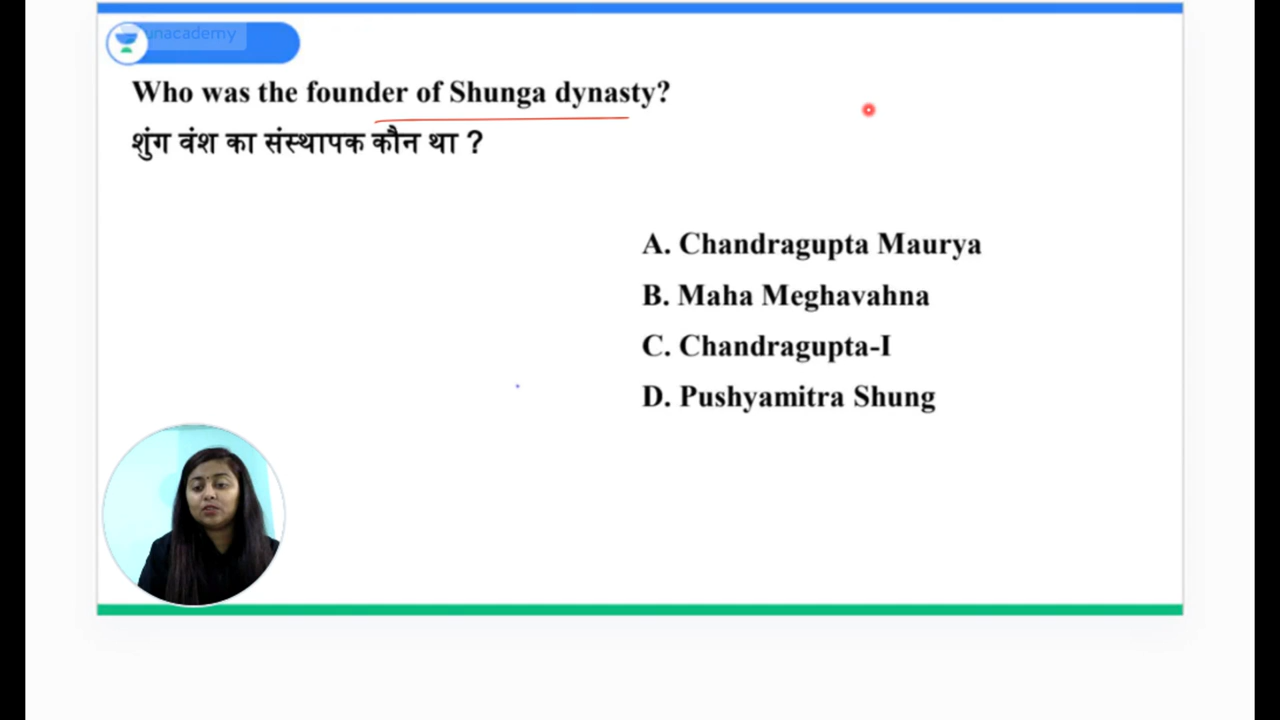 unacademy
Who was the founder of Shunga dynasty?
शुंग वंश का संस्थापक कौन था ?
A. Chandragupta Maurya
B. Maha Meghavahna
C. Chandragupta-I
D. Pushyamitra Shung